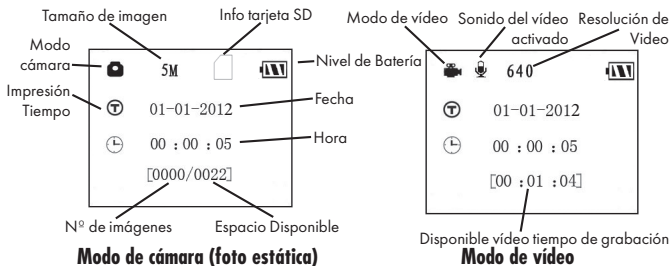 Tamaño de imagen
Info tarjeta SD
Modo cámara
5M
Nivel de Batería
Impresión Tiempo
T
01-01-2012
Fecha
00 : 00 : 05
Hora
[0000/0022]
Nº de imágenes
Espacio Disponible
Modo de cámara (foto estática)
Modo de vídeo
Sonido del vídeo activado
Resolución de Video
640
T
01-01-2012
00 : 00 : 05
[00 :01 :04]
Disponible vídeo tiempo de grabación
Modo de vídeo